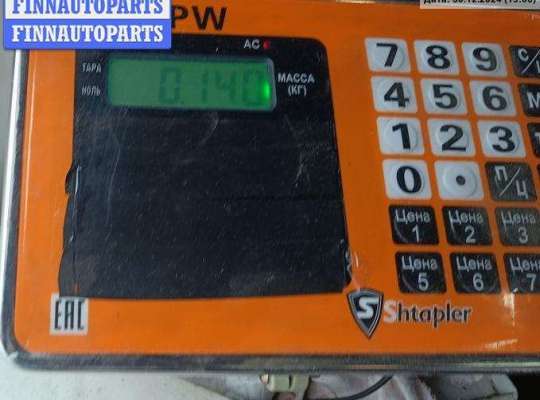 FINNAUTOPARTS
FINNAUTOPARTS
PW
AC
ТАРА
НОЛЬ
0.140
МАССА
(КГ)
7 8 9
4 5 6 М
1 2 3
0 . П/Ц
Цена 1 Цена 2 Цена 3
Цена 5 Цена 6 Цена 7
EAC
S Shtapler